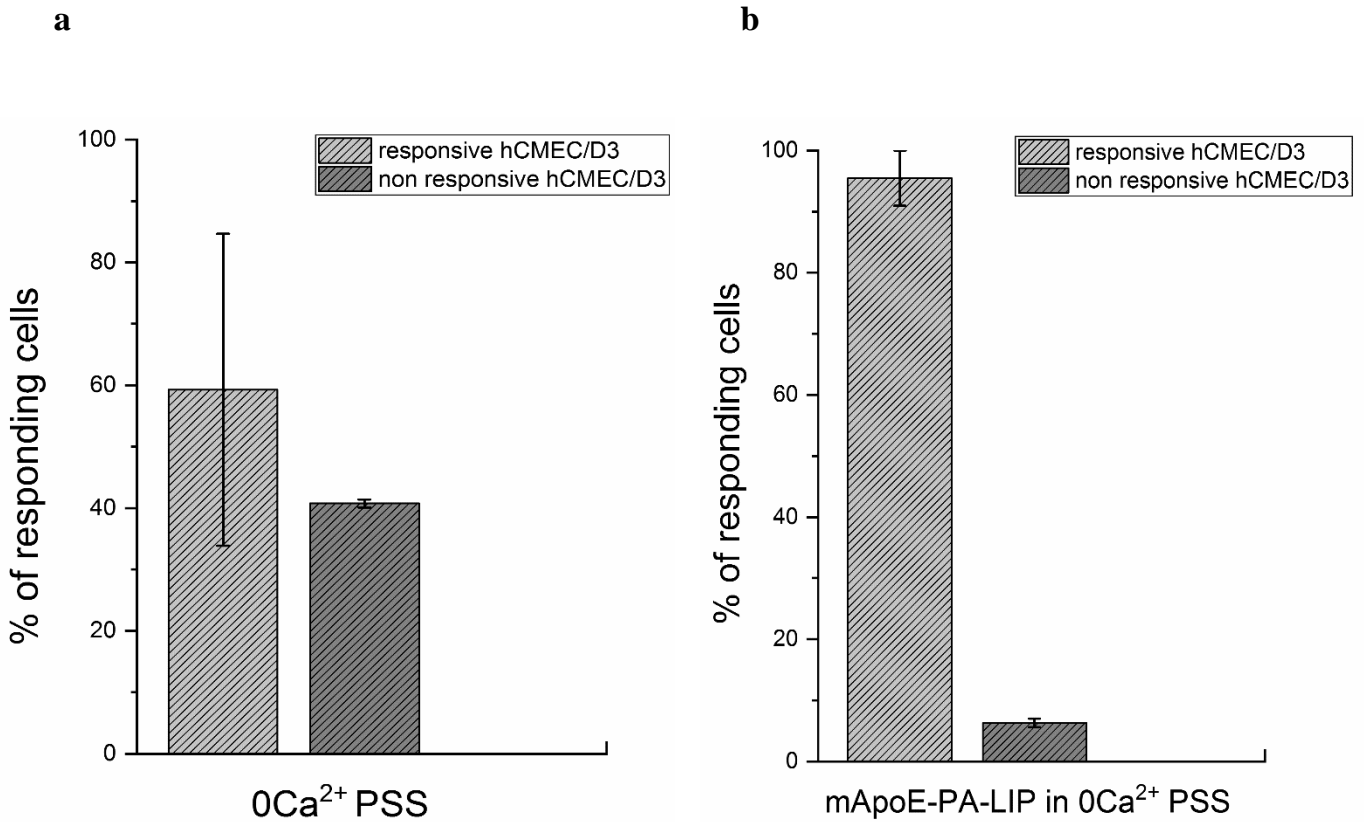 a
% of responding cells
100
80
60
40
20
0
responsive hCMEC/D3
non responsive hCMEC/D3
0Ca²⁺ PSS
b
% of responding cells
100
80
60
40
20
0
responsive hCMEC/D3
non responsive hCMEC/D3
mApoE-PA-LIP in 0Ca²⁺ PSS